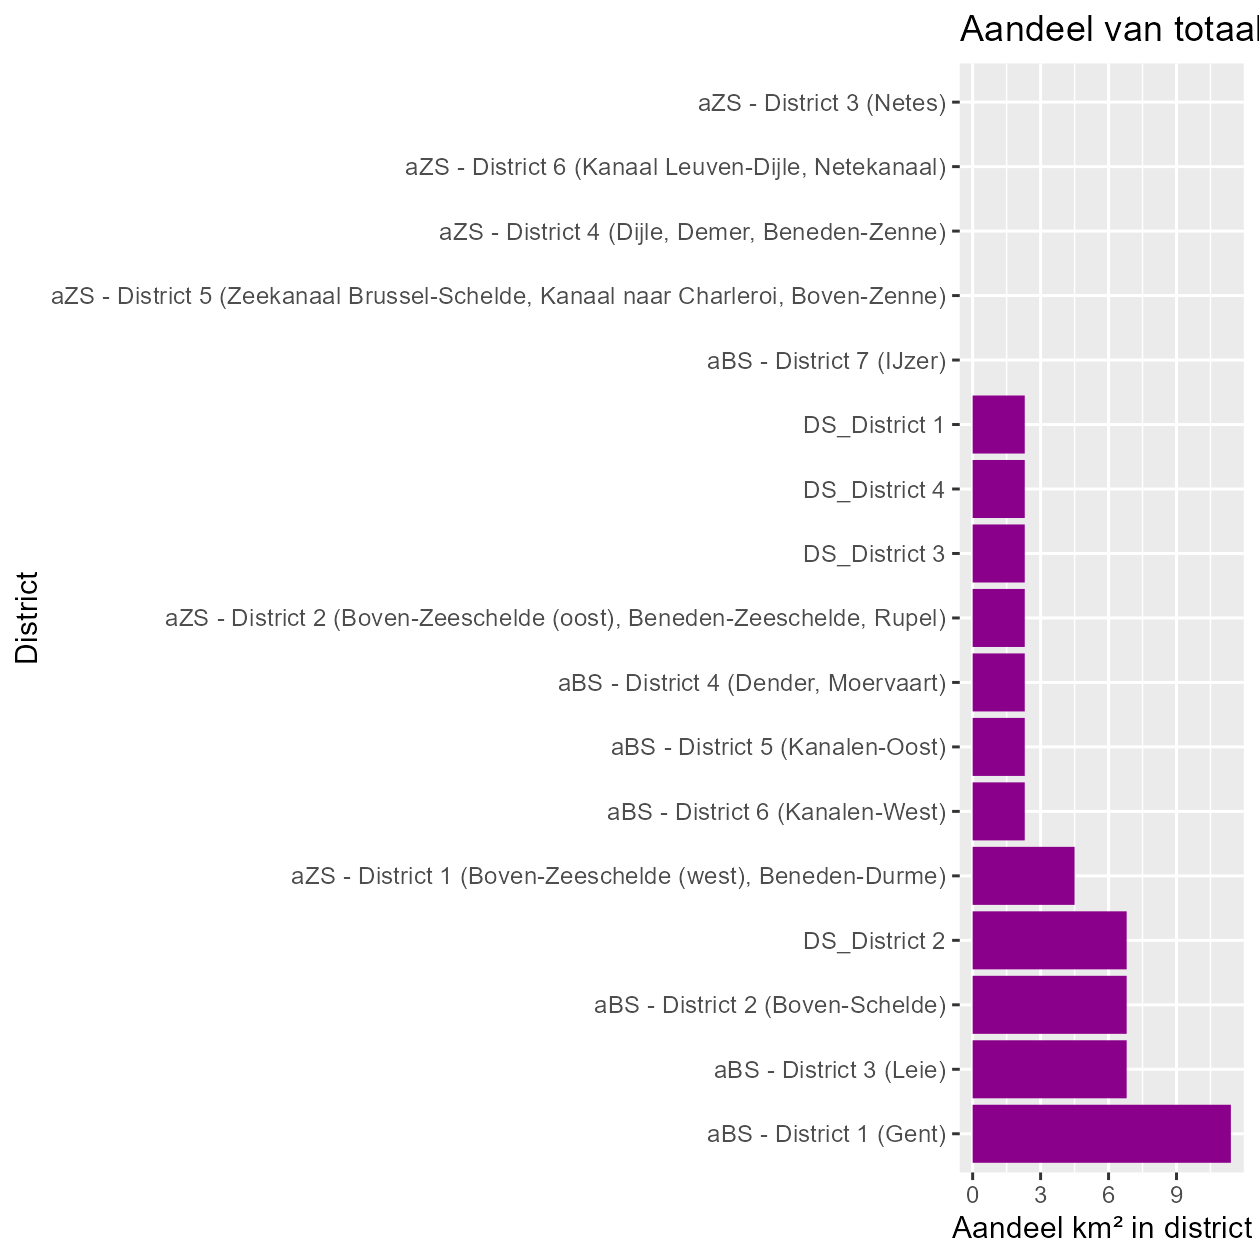 Aandeel van totaal
aZS - District 3 (Netes)
aZS - District 6 (Kanaal Leuven-Dijle, Netekanaal)
aZS - District 4 (Dijle, Demer, Beneden-Zenne)
aZS - District 5 (Zeekanaal Brussel-Schelde, Kanaal naar Charleroi, Boven-Zenne)
aBS - District 7 (IJzer)
DS_District 1
DS_District 4
DS_District 3
aZS - District 2 (Boven-Zeeschelde (oost), Beneden-Zeeschelde, Rupel)
aBS - District 4 (Dender, Moervaart)
aBS - District 5 (Kanalen-Oost)
aBS - District 6 (Kanalen-West)
aZS - District 1 (Boven-Zeeschelde (west), Beneden-Durme)
DS_District 2
aBS - District 2 (Boven-Schelde)
aBS - District 3 (Leie)
aBS - District 1 (Gent)
District
0 3 6 9
Aandeel km² in district